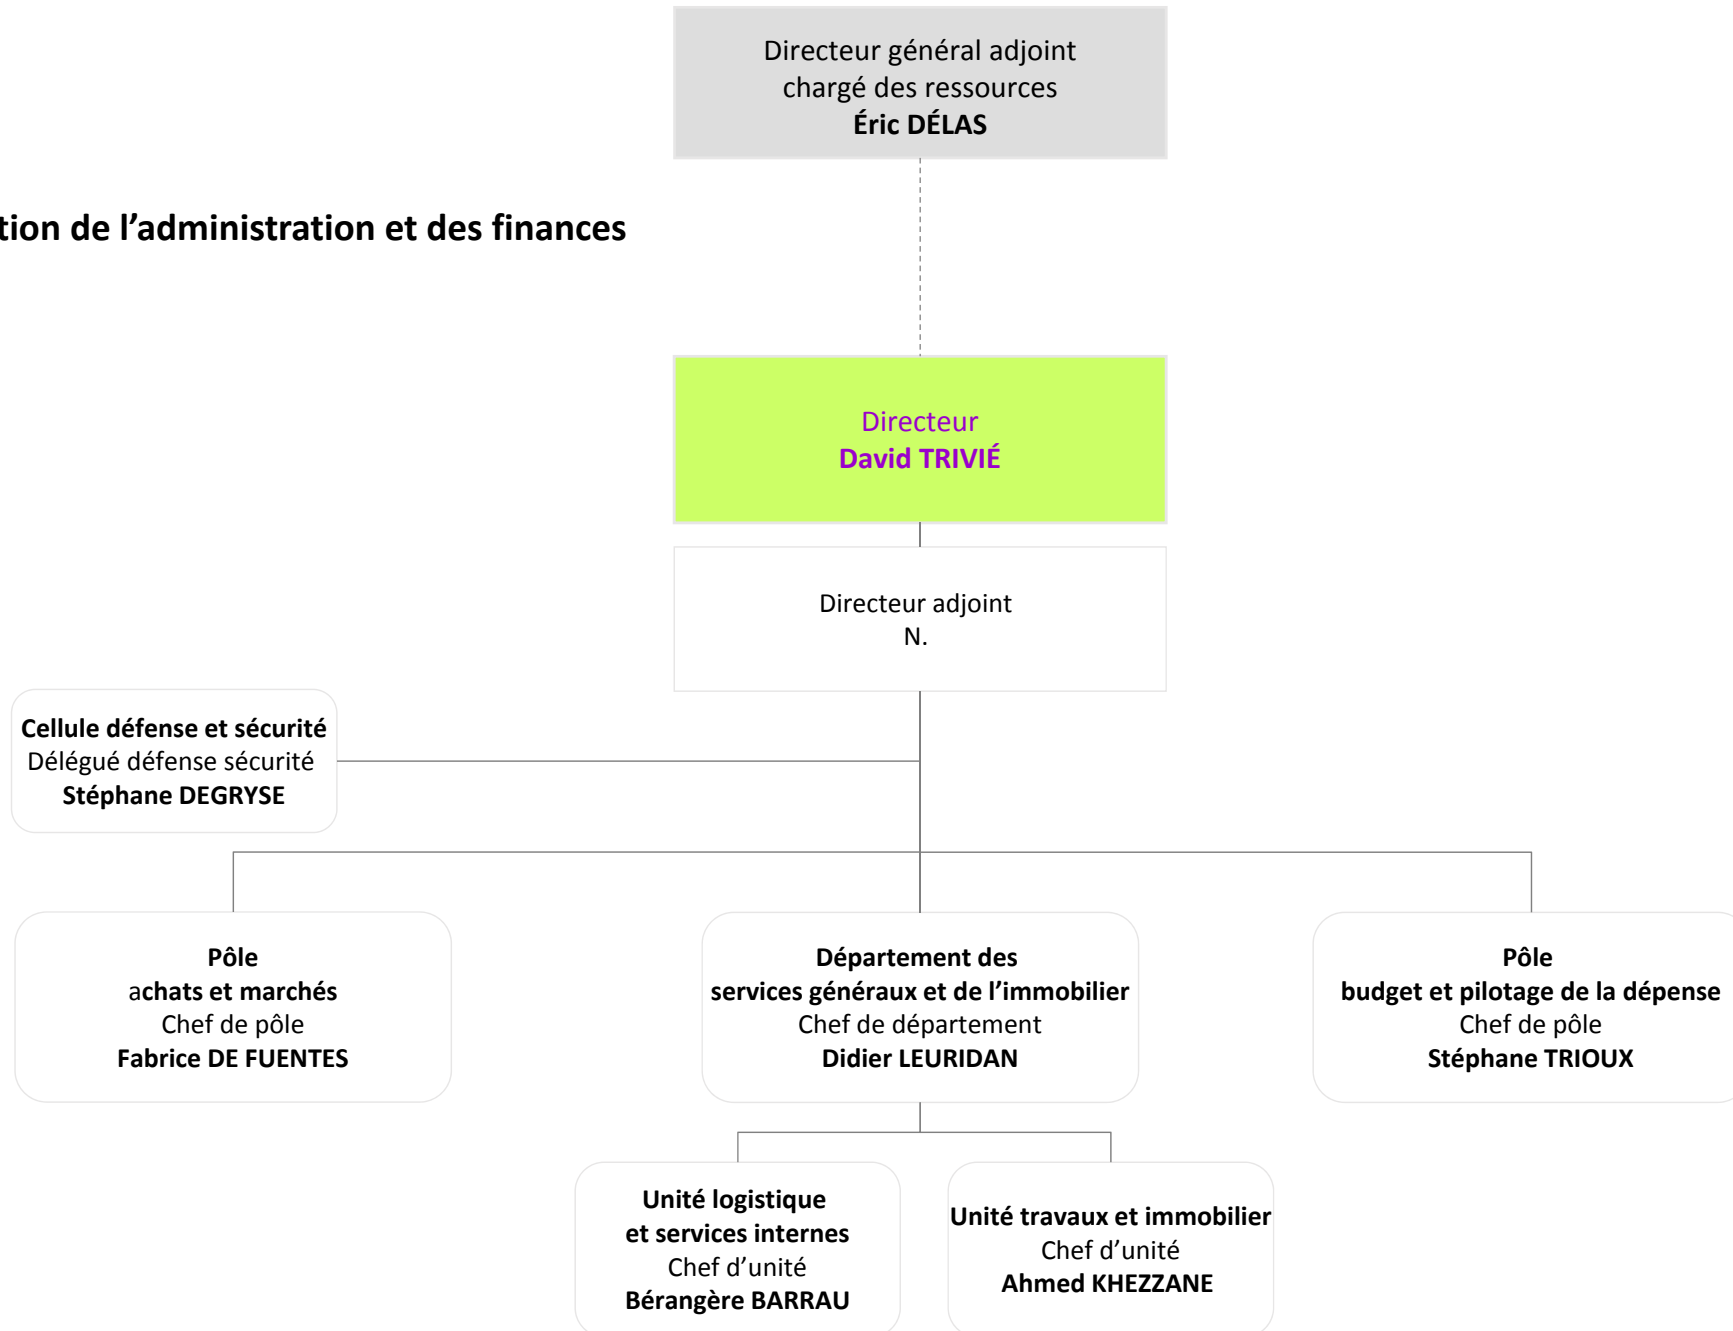 Directeur général adjoint
chargé des ressources
Éric DÉLAS
tion de l’administration et des finances
Directeur
David TRIVIÉ
Directeur adjoint
N.
Cellule défense et sécurité
Délégué défense sécurité
Stéphane DEGRYSE
Pôle
achats et marchés
Chef de pôle
Fabrice DE FUENTES
Département des
services généraux et de l’immobilier
Chef de département
Didier LEURIDAN
Pôle
budget et pilotage de la dépense
Chef de pôle
Stéphane TRIOUX
Unité logistique
et services internes
Chef d’unité
Bérangère BARRAU
Unité travaux et immobilier
Chef d’unité
Ahmed KHEZZANE